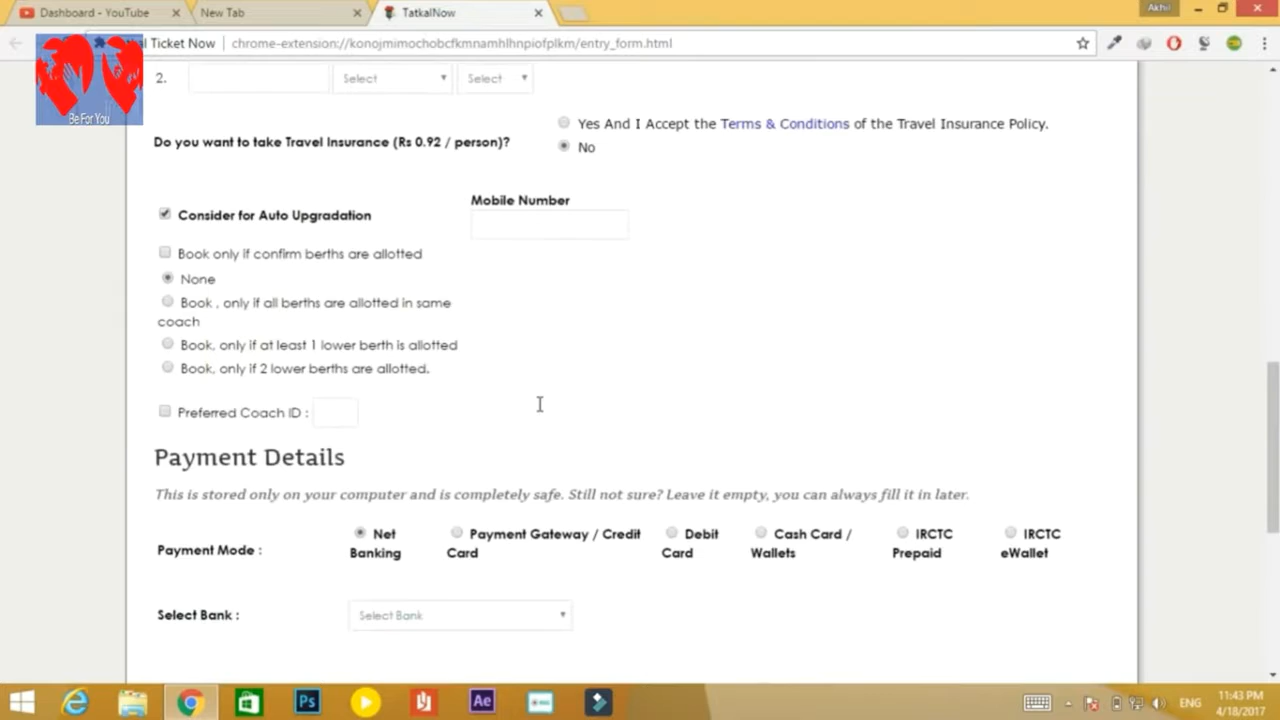 Dashboard - YouTube
New Tab
TatkalNow
Akhil
Ticket Now
chrome-extension://konojmimochobcfkmnamhlhnpiofplkm/entry_form.html
Be For You
2.
Select
Select
Do you want to take Travel Insurance (Rs 0.92 / person)?
Yes And I Accept the Terms & Conditions of the Travel Insurance Policy.
No
Consider for Auto Upgradation
Mobile Number
Book only if confirm berths are allotted
None
Book , only if all berths are allotted in same
coach
Book, only if at least 1 lower berth is allotted
Book, only if 2 lower berths are allotted.
Preferred Coach ID :
Payment Details
This is stored only on your computer and is completely safe. Still not sure? Leave it empty, you can always fill it in later.
Payment Mode :
Net
Banking
Payment Gateway / Credit
Card
Debit
Card
Cash Card /
Wallets
IRCTC
Prepaid
IRCTC
eWallet
Select Bank :
Select Bank
Ps
Ae
ENG
11:43 PM
4/18/2017